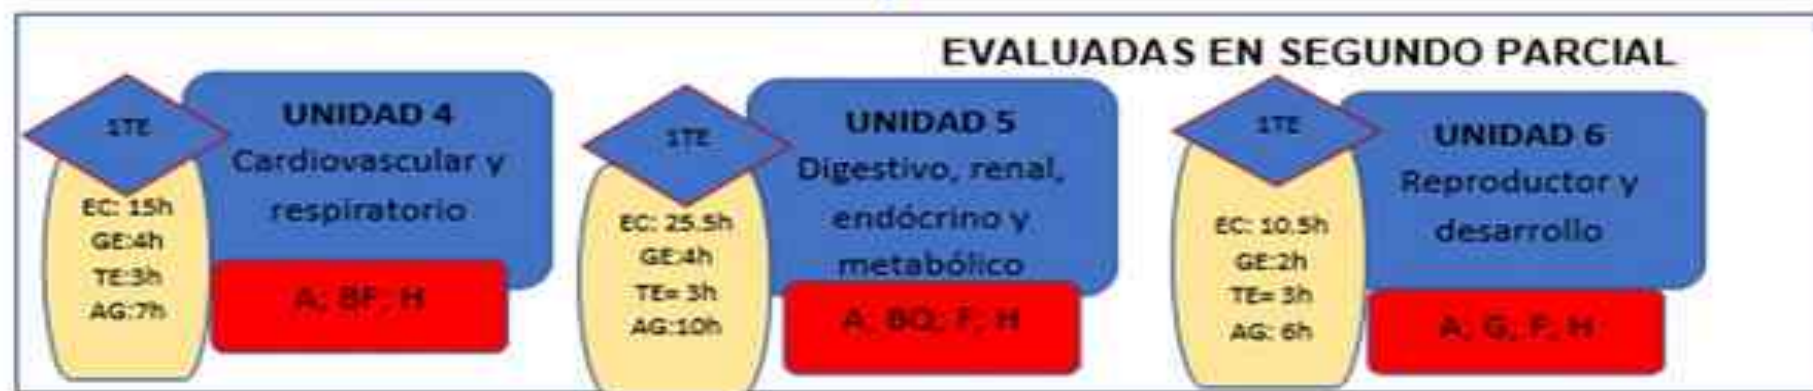 EVALUADAS EN SEGUNDO PARCIAL
1TE
UNIDAD 4
Cardiovascular y
respiratorio
EC: 15h
GE:4h
TE:3h
AG:7h
A; BF; H
1TE
UNIDAD 5
Digestivo, renal,
endócrino y
metabólico
EC: 25.5h
GE:4h
TE= 3h
AG:10h
A, BQ, F, H
1TE
UNIDAD 6
Reproductor y
desarrollo
EC: 10.5h
GE:2h
TE= 3h
AG: 6h
A, G, F, H